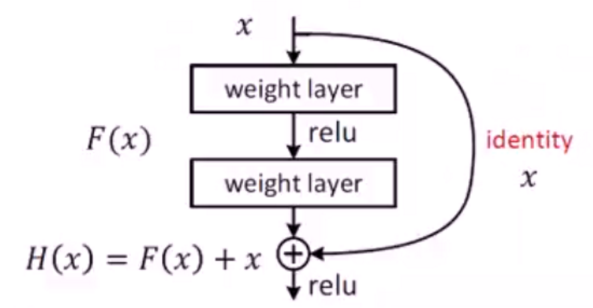 x
weight layer
relu
F(x)
identity
x
weight layer
H(x) = F(x) + x
+
relu